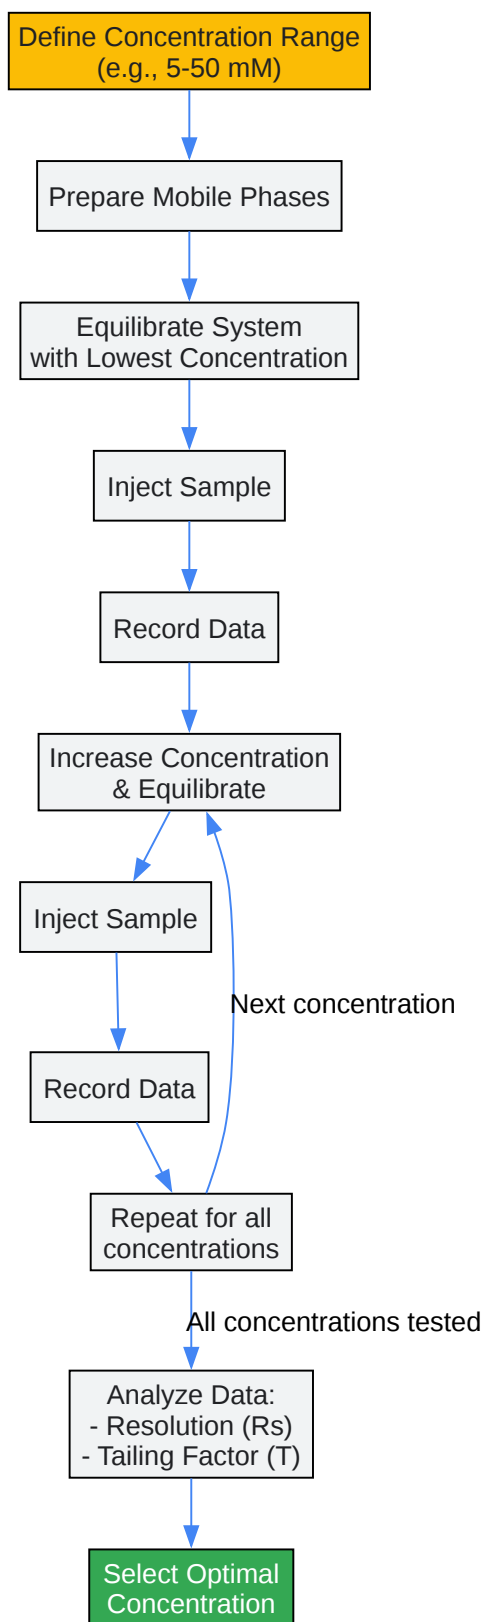 Define Concentration Range
(e.g., 5-50 mM)
Prepare Mobile Phases
Equilibrate System
with Lowest Concentration
Inject Sample
Record Data
Increase Concentration
& Equilibrate
Inject Sample
Next concentration
Record Data
Repeat for all
concentrations
All concentrations tested
Analyze Data:
- Resolution (Rs)
- Tailing Factor (T)
Select Optimal
Concentration